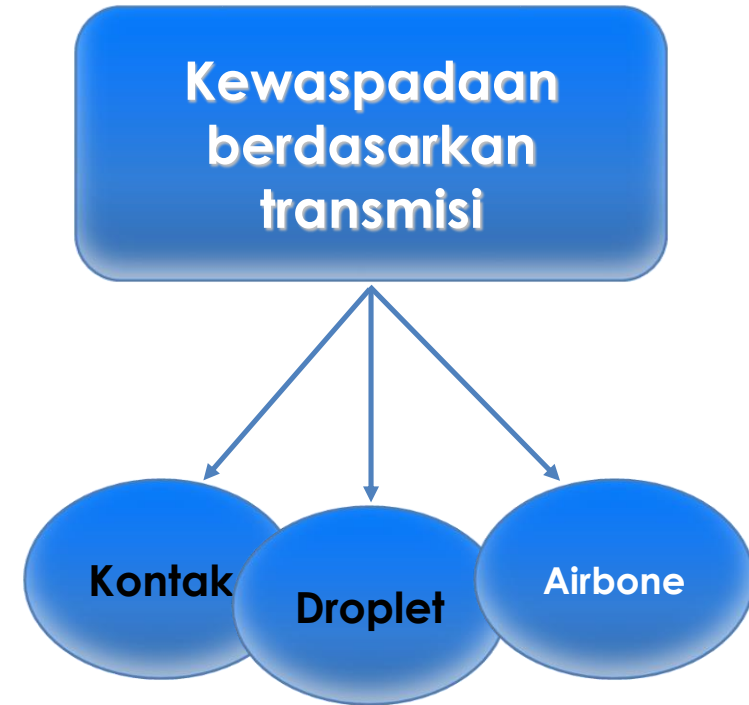 Kewaspadaan
berdasarkan
transmisi
Kontak
Droplet
Airbone